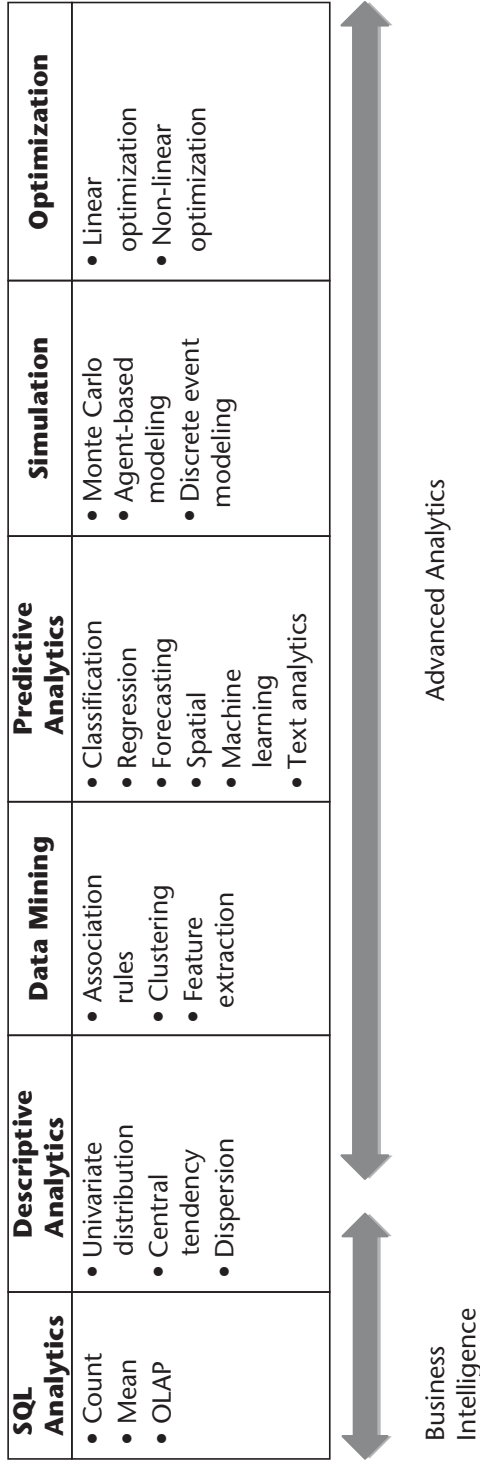 SQL
Analytics
• Count
• Mean
• OLAP
Descriptive
Analytics
• Univariate
distribution
• Central
tendency
• Dispersion
Data Mining
• Association
rules
• Clustering
• Feature
extraction
Predictive
Analytics
• Classification
• Regression
• Forecasting
• Spatial
• Machine
learning
• Text analytics
Simulation
• Monte Carlo
• Agent-based
modeling
• Discrete event
modeling
Optimization
• Linear
optimization
• Non-linear
optimization
Business
Intelligence
Advanced Analytics